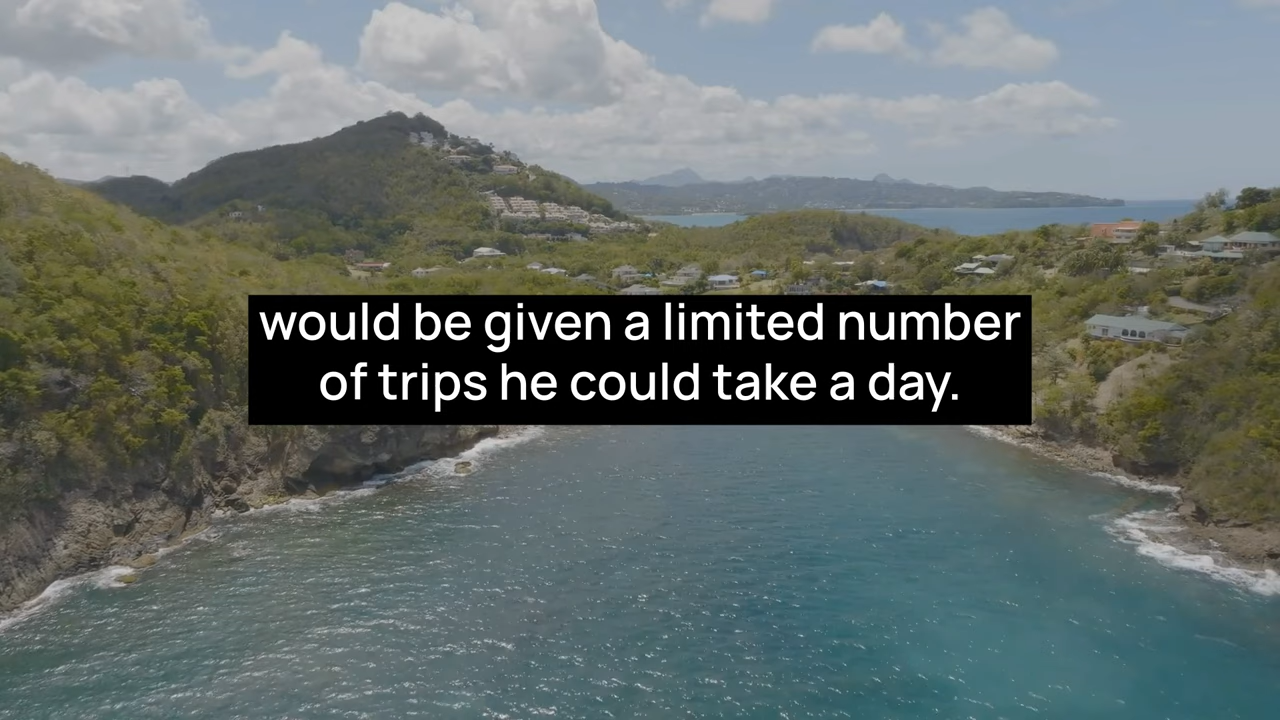 would be given a limited number
of trips he could take a day.